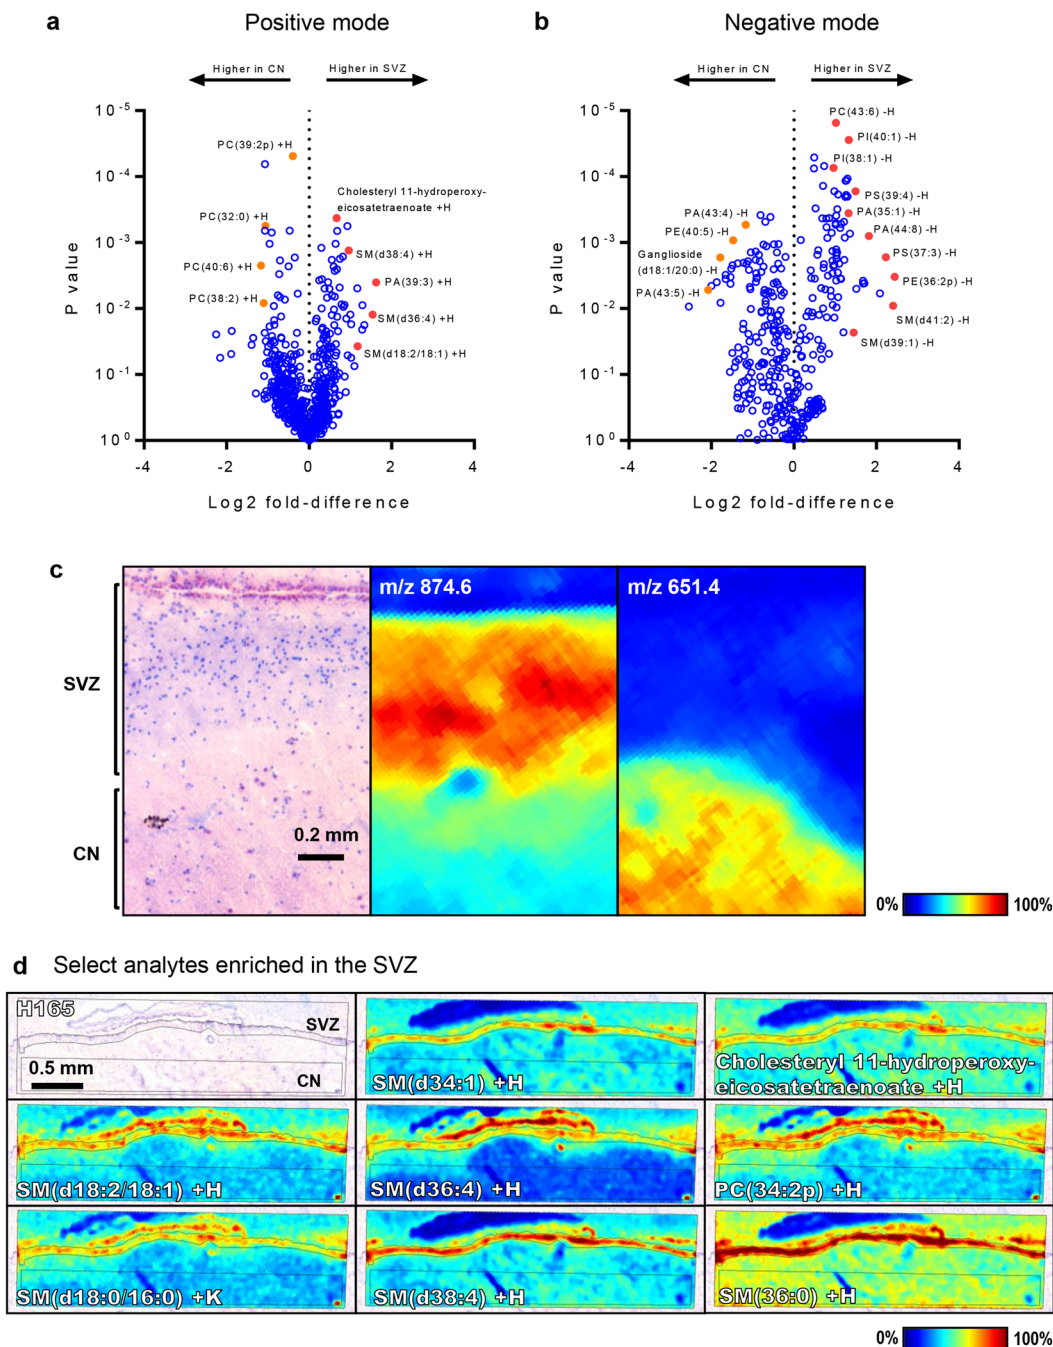 a Positive mode
Higher in CN Higher in SVZ
10 -5
10 -4
10 -3
10 -2
10 -1
10 0
P value
-4 -2 0 2 4
Log2 fold-difference
PC(39:2p) +H
Cholesteryl 11-hydroperoxy-
eicosatetraenoate +H
PC(32:0) +H
SM(d38:4) +H
PC(40:6) +H
PA(39:3) +H
PC(38:2) +H
SM(d36:4) +H
SM(d18:2/18:1) +H
b Negative mode
Higher in CN Higher in SVZ
10 -5
10 -4
10 -3
10 -2
10 -1
10 0
P value
-4 -2 0 2 4
Log2 fold-difference
PC(43:6) -H
PI(40:1) -H
PI(38:1) -H
PS(39:4) -H
PA(43:4) -H
PA(35:1) -H
PE(40:5) -H
PA(44:8) -H
Ganglioside
(d18:1/20:0) -H
PS(37:3) -H
PE(36:2p) -H
PA(43:5) -H
SM(d41:2) -H
SM(d39:1) -H
c
m/z 874.6
m/z 651.4
SVZ
CN
0.2 mm
0% 100%
d Select analytes enriched in the SVZ
H165
SVZ
0.5 mm
CN
SM(d34:1) +H
Cholesteryl 11-hydroperoxy-
eicosatetraenoate +H
SM(d18:2/18:1) +H
SM(d36:4) +H
PC(34:2p) +H
SM(d18:0/16:0) +K
SM(d38:4) +H
SM(36:0) +H
0% 100%